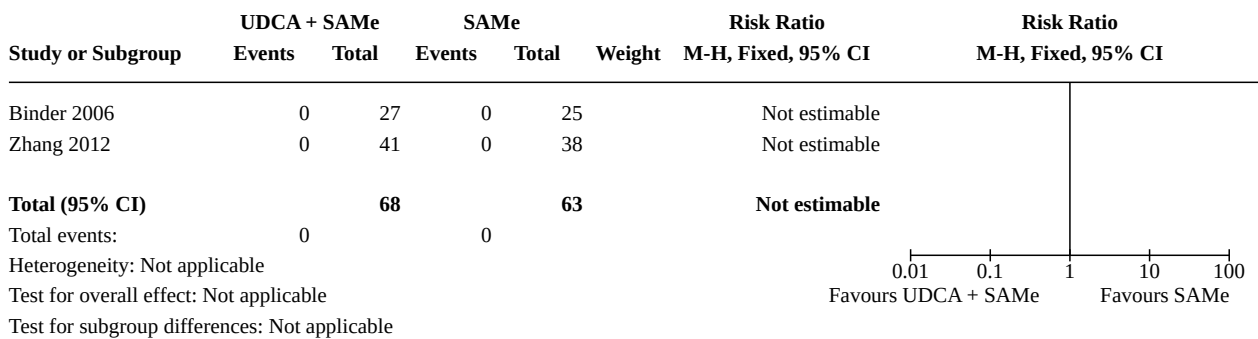 UDCA + SAMe SAMe Risk Ratio Risk Ratio
Study or Subgroup Events Total Events Total Weight M-H, Fixed, 95% CI M-H, Fixed, 95% CI
Binder 2006 0 27 0 25 Not estimable
Zhang 2012 0 41 0 38 Not estimable
Total (95% CI) 68 63 Not estimable
Total events: 0 0
Heterogeneity: Not applicable
0.01 0.1 1 10 100
Test for overall effect: Not applicable Favours UDCA + SAMe Favours SAMe
Test for subgroup differences: Not applicable